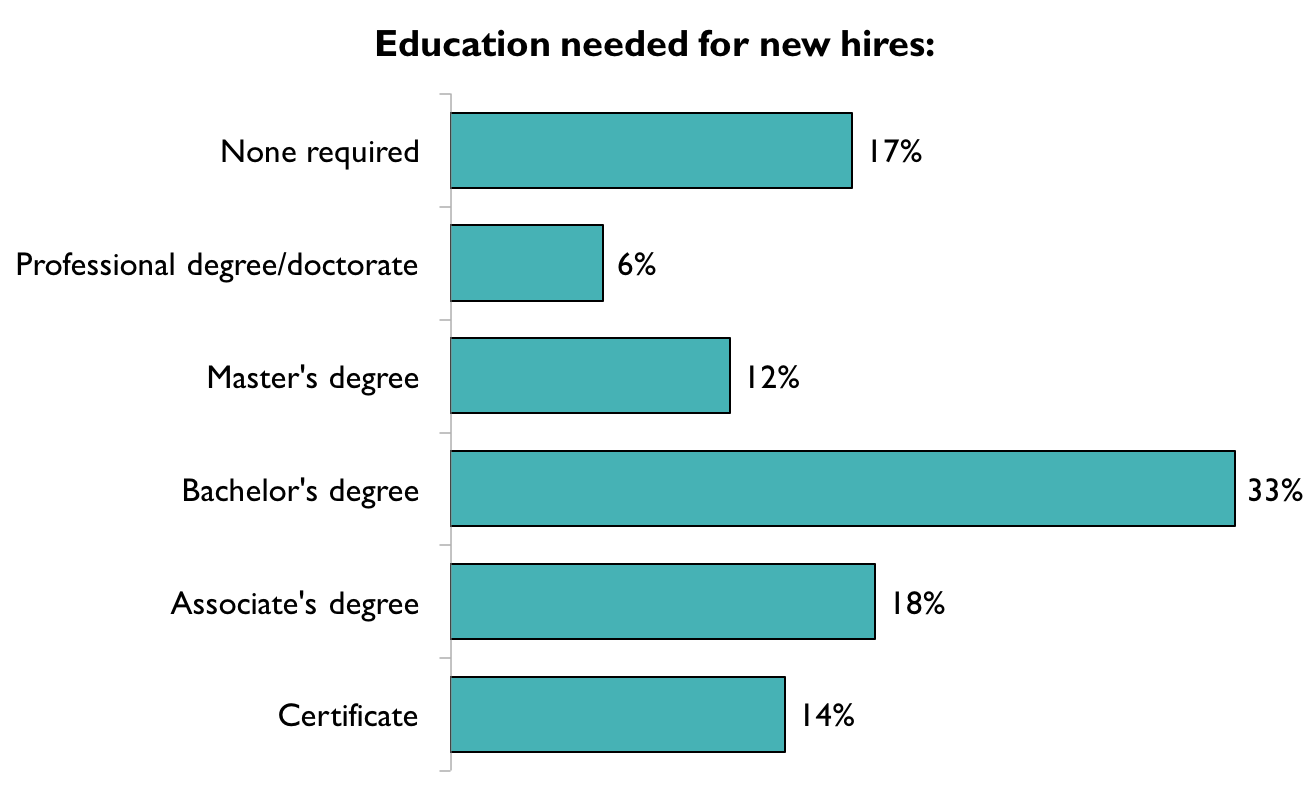 Education needed for new hires:
None required 17%
Professional degree/doctorate 6%
Master's degree 12%
Bachelor's degree 33%
Associate's degree 18%
Certificate 14%